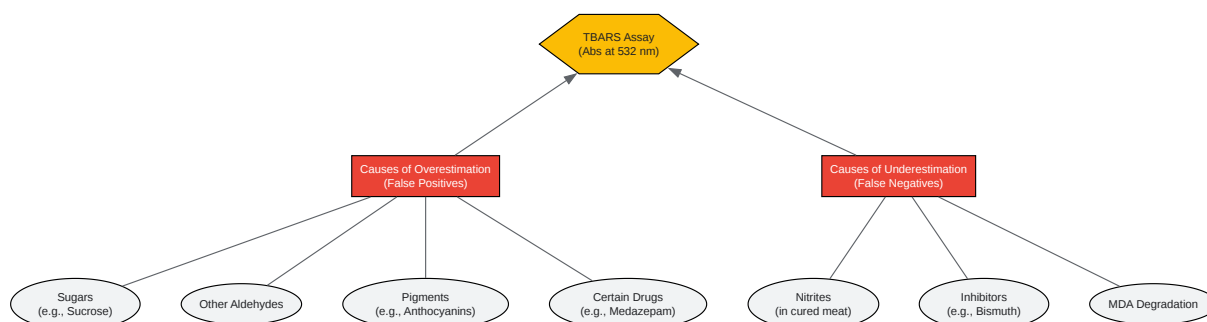 TBARS Assay
(Abs at 532 nm)
Causes of Overestimation
(False Positives)
Causes of Underestimation
(False Negatives)
Sugars
(e.g., Sucrose)
Other Aldehydes
Pigments
(e.g., Anthocyanins)
Certain Drugs
(e.g., Medazepam)
Nitrites
(in cured meat)
Inhibitors
(e.g., Bismuth)
MDA Degradation